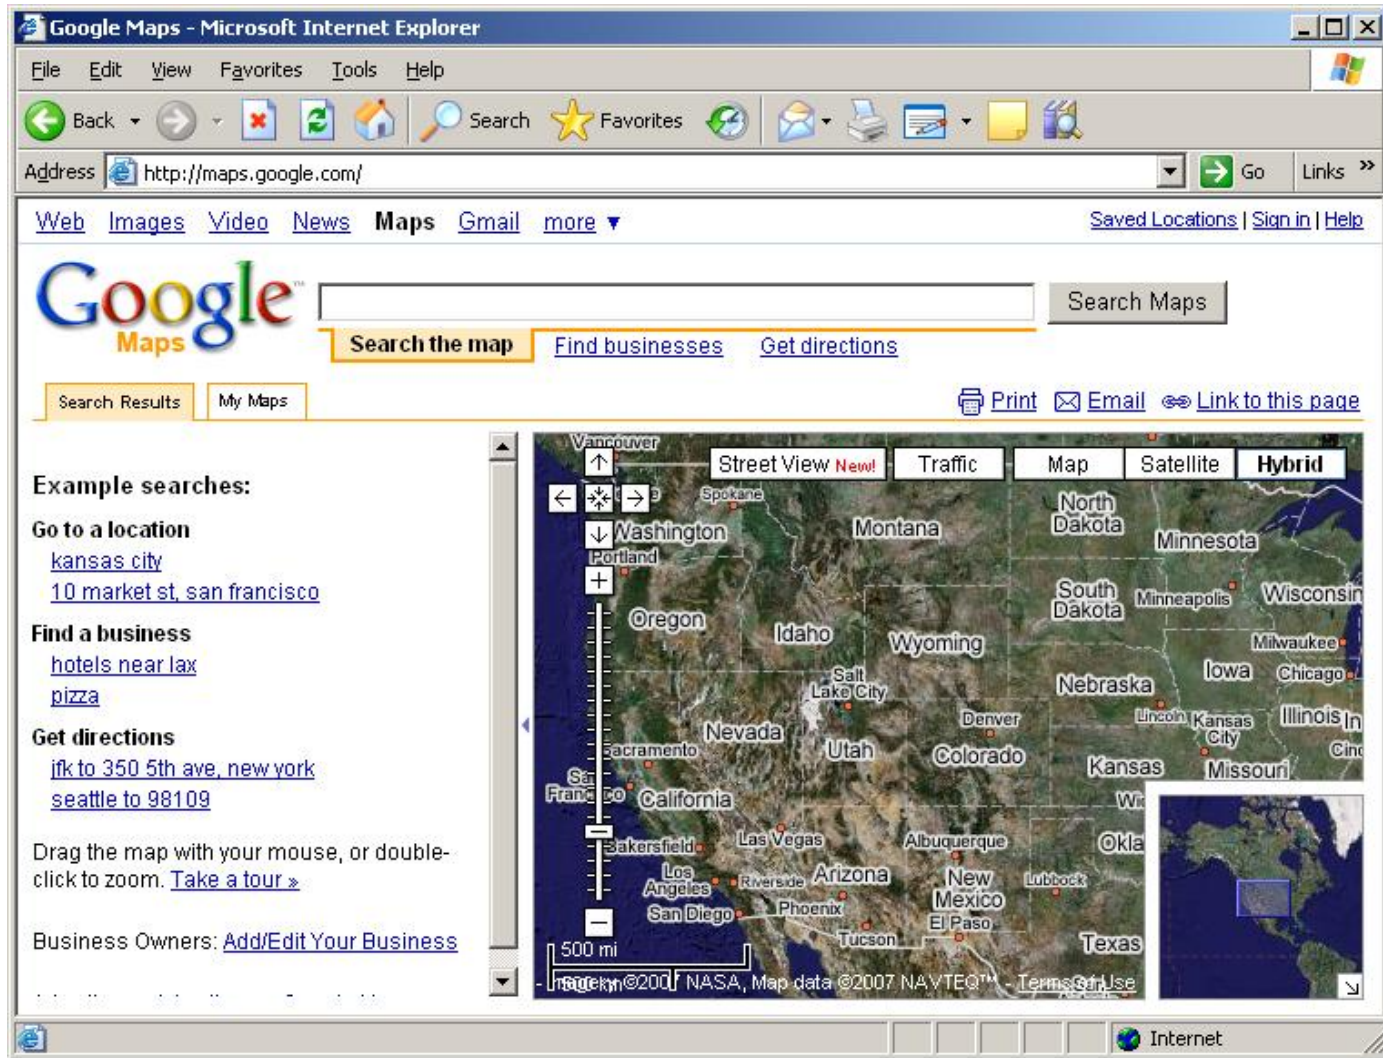 Google Maps - Microsoft Internet Explorer
File Edit View Favorites Tools Help
Back Search Favorites
Address http://maps.google.com/ Go Links »
Web Images Video News Maps Gmail more ▼ Saved Locations | Sign in | Help
Google™ Maps Search Maps
Search the map Find businesses Get directions
Search Results My Maps Print Email Link to this page
Example searches:
Go to a location
kansas city
10 market st, san francisco
Find a business
hotels near lax
pizza
Get directions
jfk to 350 5th ave, new york
seattle to 98109
Drag the map with your mouse, or double-
click to zoom. Take a tour »
Business Owners: Add/Edit Your Business
Vancouver
Street View New! Traffic Map Satellite Hybrid
Spokane North
Washington Montana Dakota Minnesota
Portland
South
Dakota Minneapolis Wisconsin
Oregon Idaho Wyoming Milwaukee
Salt Iowa Chicago
Lake City Nebraska
Nevada Denver Lincoln Kansas Illinois In
City
Sacramento Utah Colorado Kansas Missouri Cinc
San
Francisco California
Las Vegas Albuquerque Okla
Bakersfield
Los Riverside Arizona New Lubbock
Angeles Mexico
San Diego Phoenix El Paso
Tucson Texas
500 mi
500 km
Imagery ©2007 NASA, Map data ©2007 NAVTEQ™ - Terms of Use
Internet